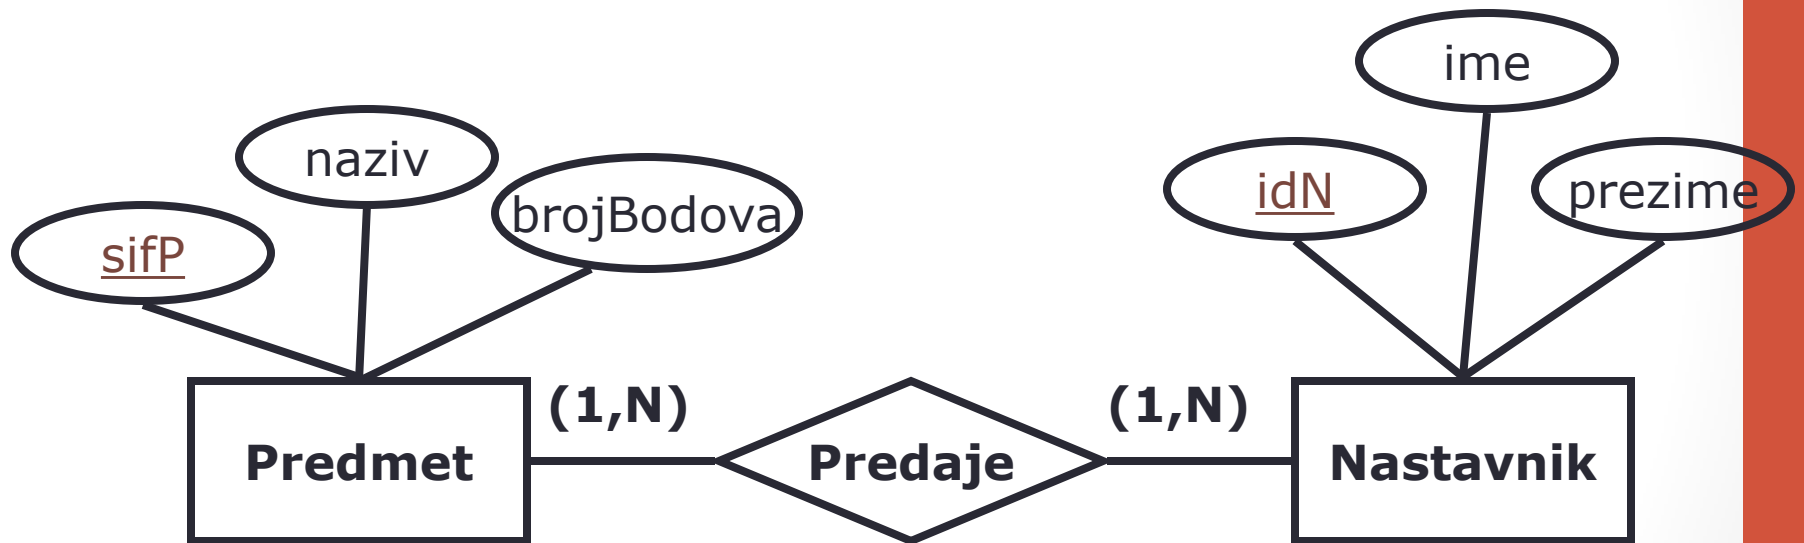 ime
naziv
brojBodova
idN
prezime
sifP
(1,N)
(1,N)
Predmet
Predaje
Nastavnik